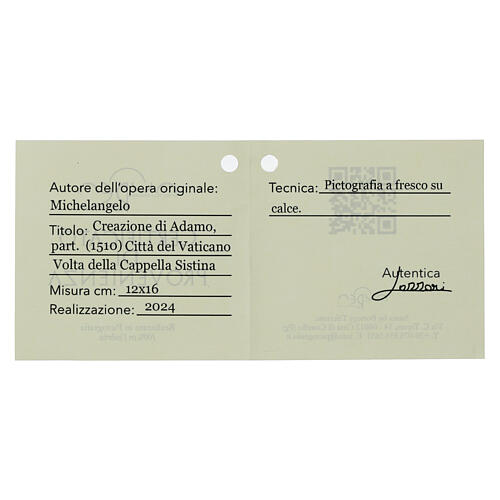 Autore dell'opera originale:
Michelangelo
Titolo: Creazione di Adamo,
part. (1510) Città del Vaticano
Volta della Cappella Sistina
Misura cm: 12x16
Realizzazione: 2024
Tecnica: Pictografia a fresco su
calce.
Autentica